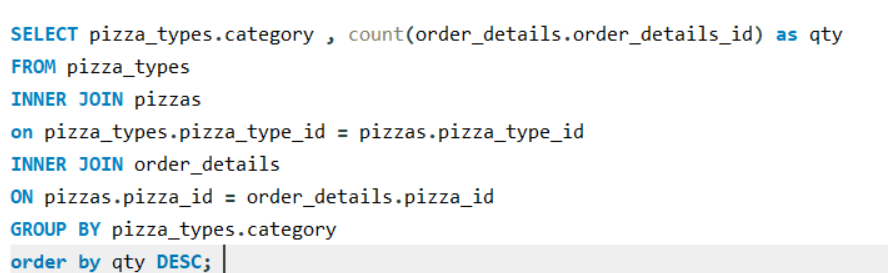 SELECT pizza_types.category , count(order_details.order_details_id) as qty
FROM pizza_types
INNER JOIN pizzas
on pizza_types.pizza_type_id = pizzas.pizza_type_id
INNER JOIN order_details
ON pizzas.pizza_id = order_details.pizza_id
GROUP BY pizza_types.category
order by qty DESC;